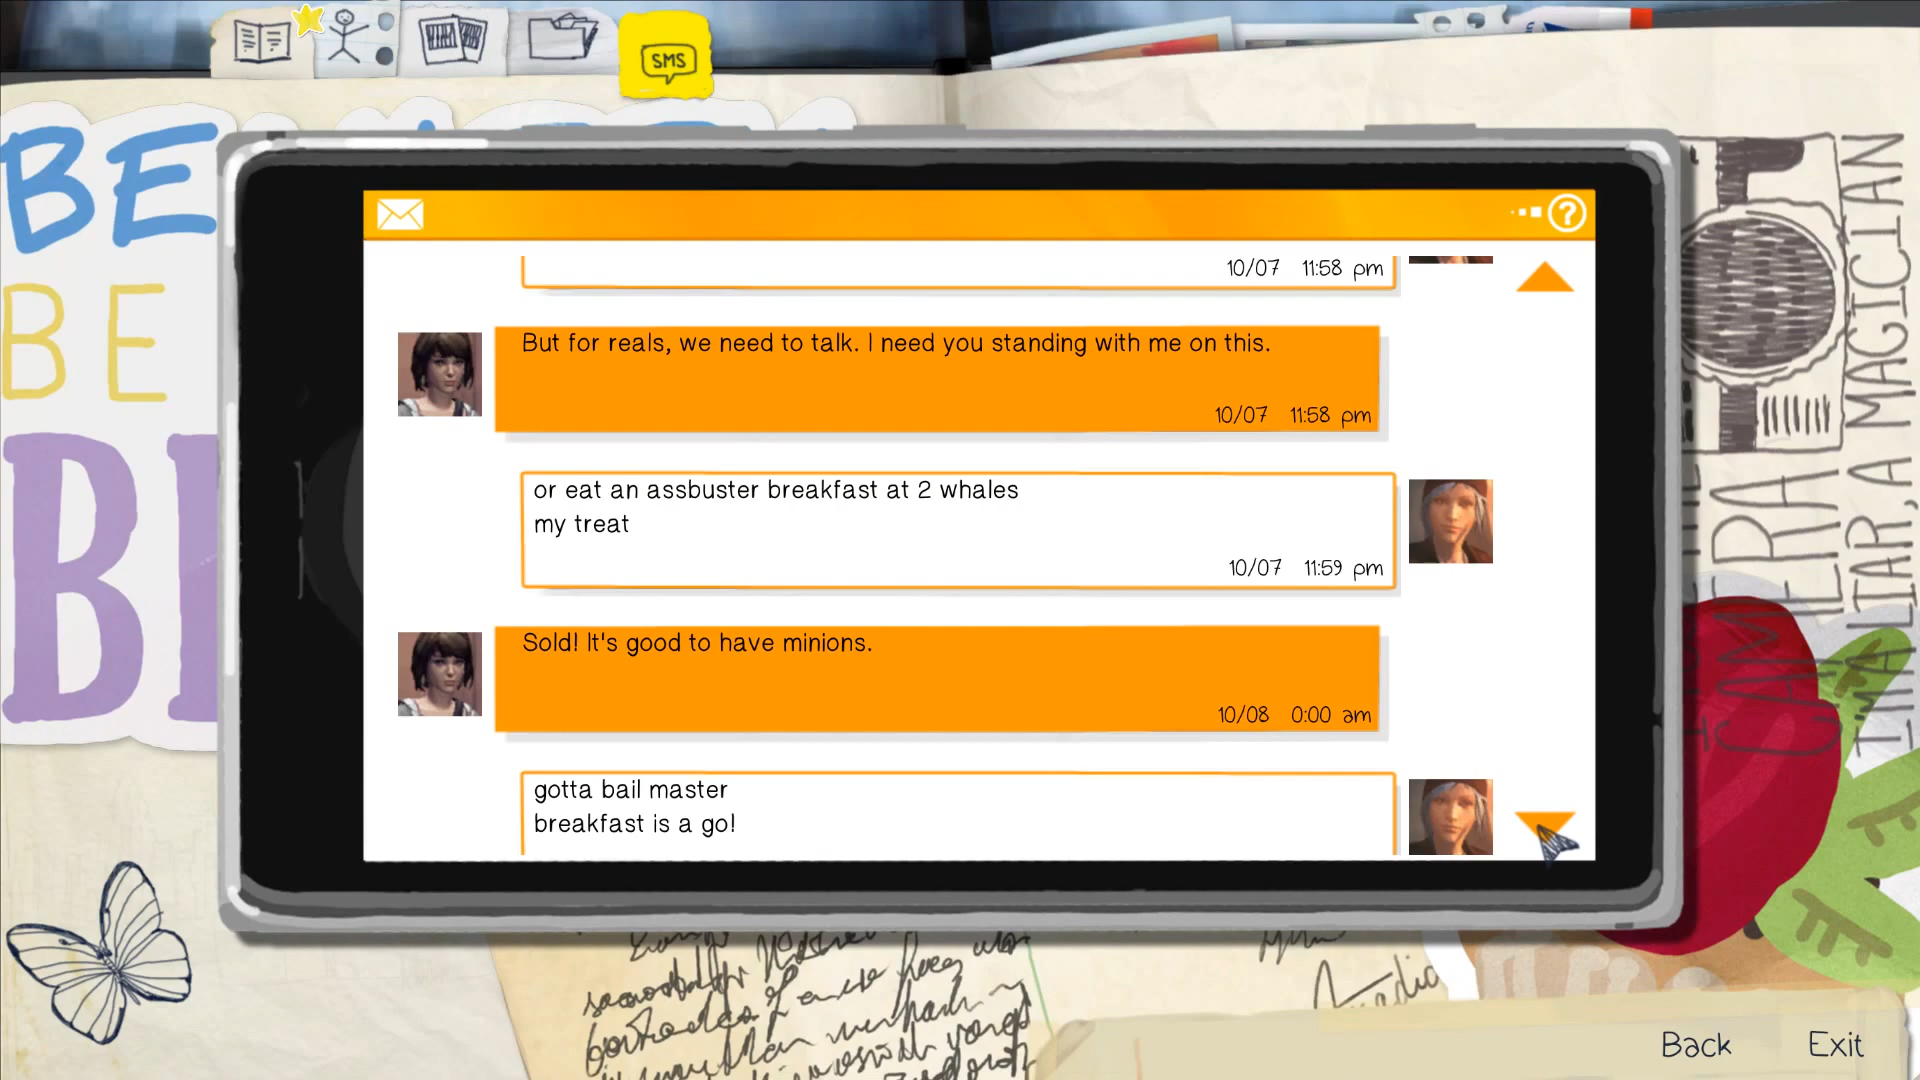 SMS
BE
BE
10/07 11:58 pm
But for reals, we need to talk. I need you standing with me on this.
10/07 11:58 pm
or eat an assbuster breakfast at 2 whales
my treat
10/07 11:59 pm
Sold! It's good to have minions.
10/08 0:00 am
gotta bail master
breakfast is a go!
CAMERA
I'M A LIAR, A MAGICIAN
Back
Exit